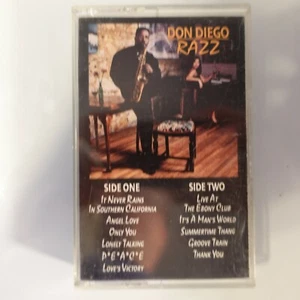 DON DIEGO
RAZZ
SIDE ONE
IT NEVER RAINS
IN SOUTHERN CALIFORNIA
ANGEL LOVE
ONLY YOU
LONELY TALKING
P*E*A*C*E
LOVE'S VICTORY
SIDE TWO
LIVE AT
THE EBONY CLUB
IT'S A MAN'S WORLD
SUMMERTIME THANG
GROOVE TRAIN
THANK YOU